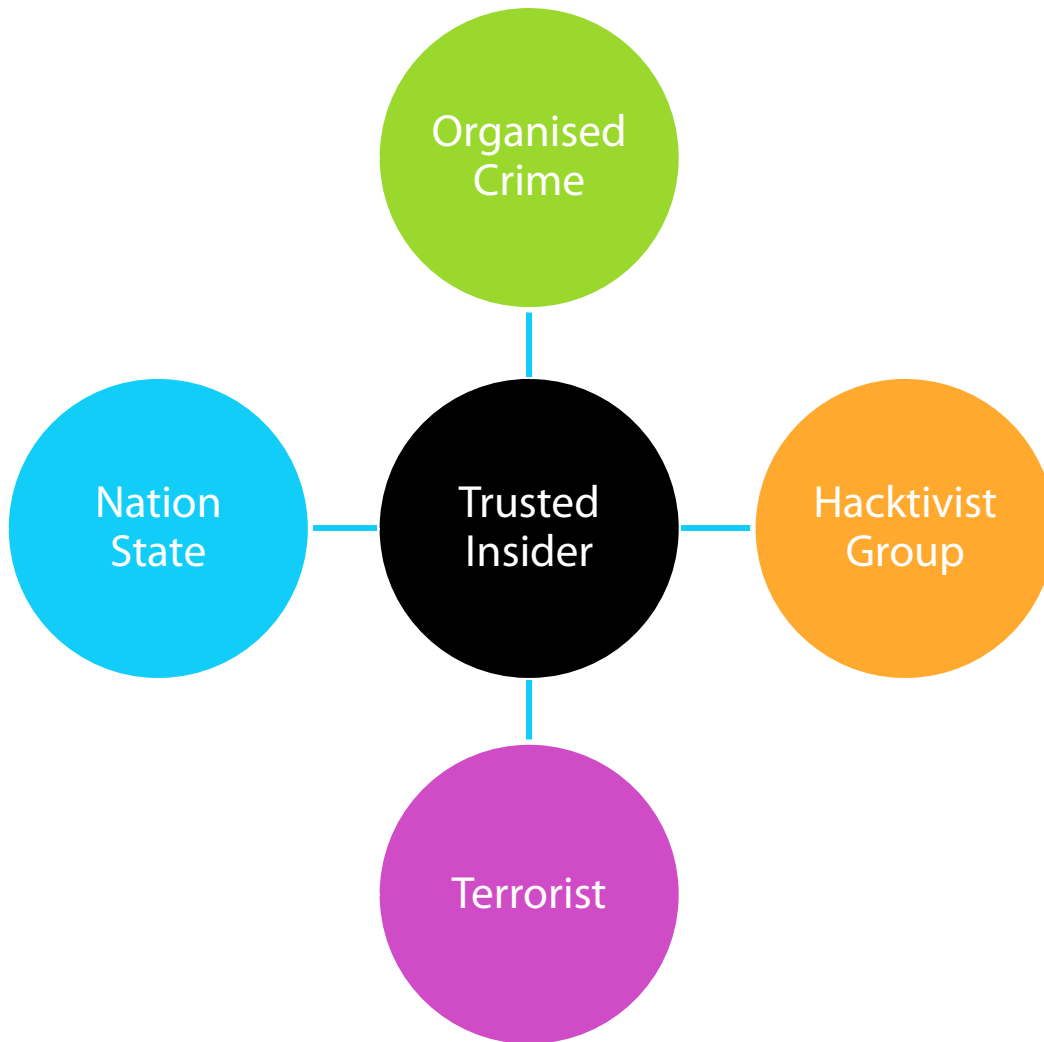 Organised
Crime
Nation
State
Trusted
Insider
Hacktivist
Group
Terrorist